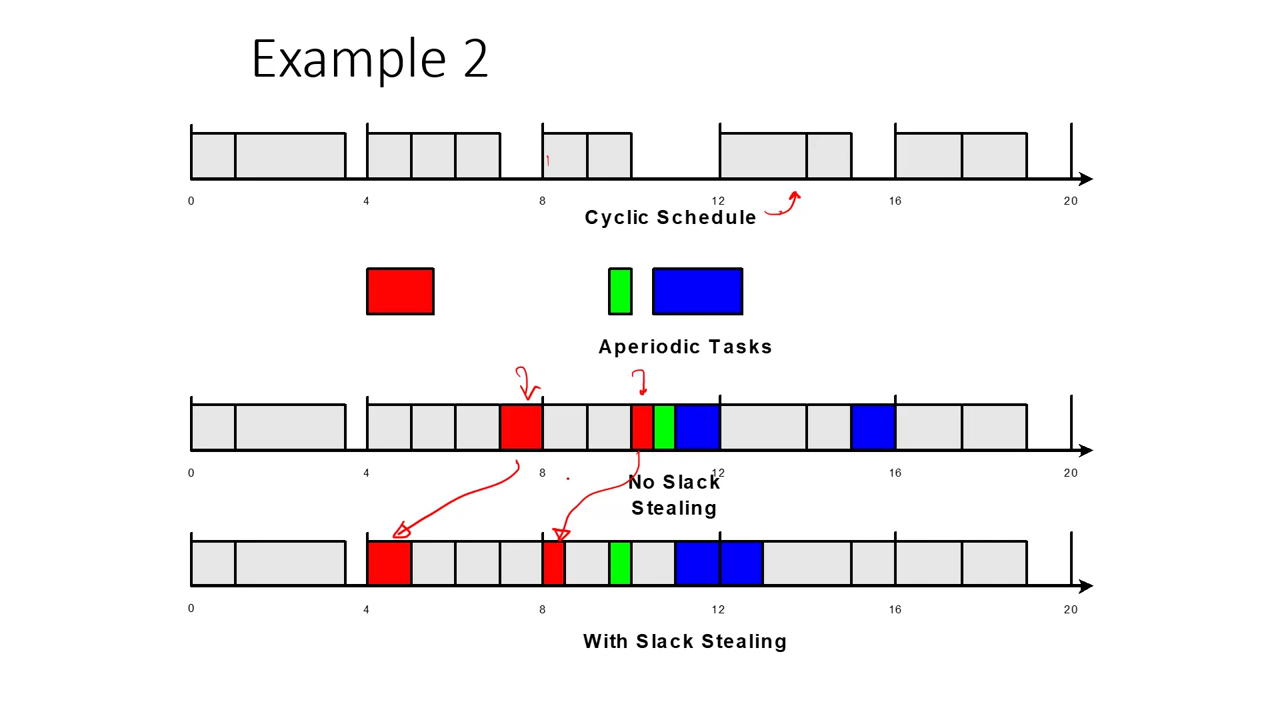 Example 2
0 4 8 12 16 20
Cyclic Schedule
Aperiodic Tasks
0 4 8 12 16 20
No Slack
Stealing
0 4 8 12 16 20
With Slack Stealing